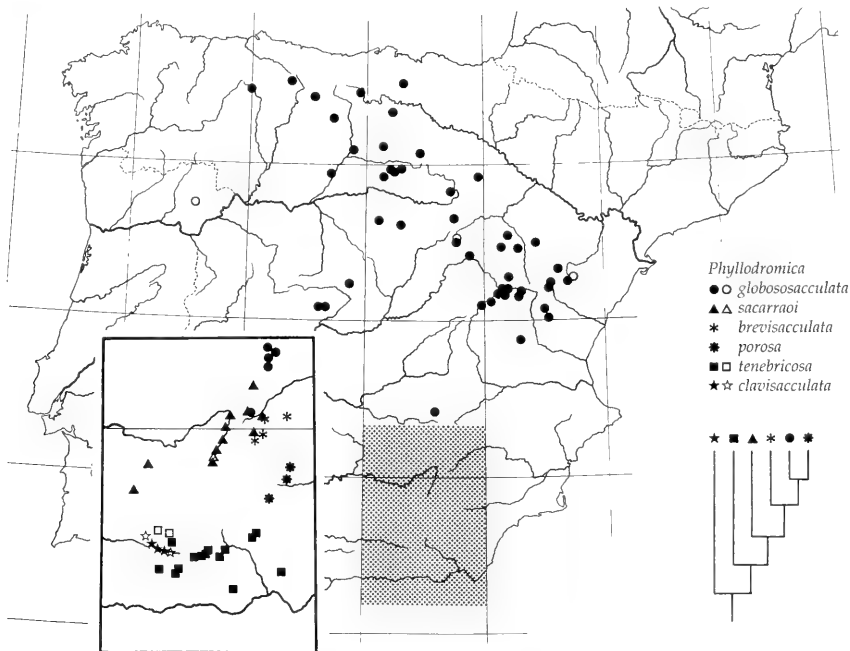 Phyllodromica
globososacculata
sacarraoi
brevisacculata
porosa
tenebricosa
clavisacculata